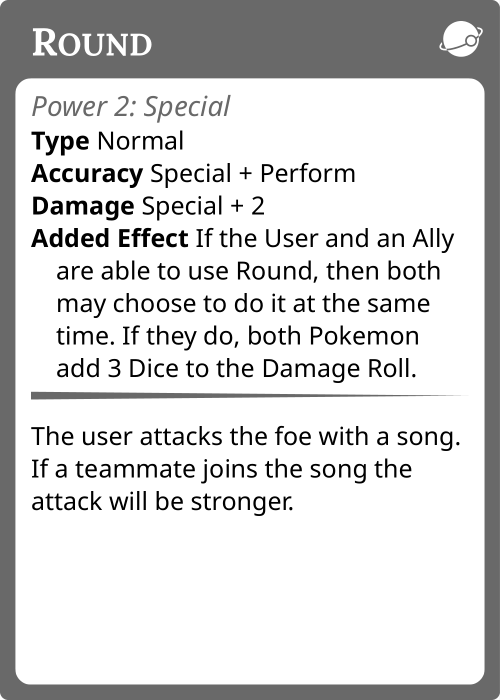 ROUND
Power 2: Special
Type Normal
Accuracy Special + Perform
Damage Special + 2
Added Effect If the User and an Ally
are able to use Round, then both
may choose to do it at the same
time. If they do, both Pokemon
add 3 Dice to the Damage Roll.
The user attacks the foe with a song.
If a teammate joins the song the
attack will be stronger.